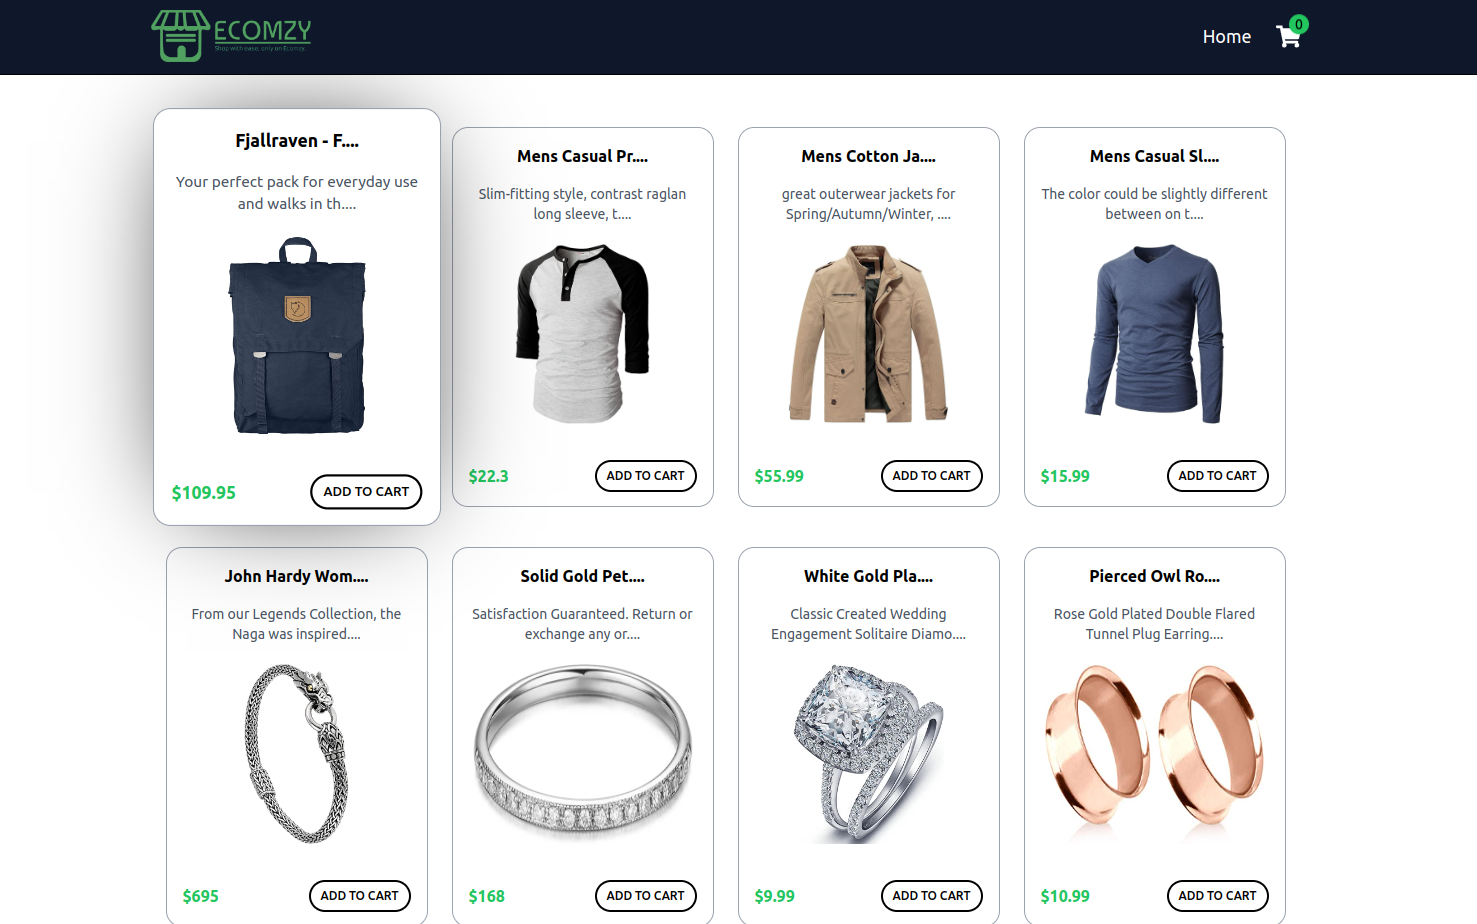 ECOMZY
Shop with ease, only on Ecomzy.
Home
0
Fjallraven - F....
Your perfect pack for everyday use
and walks in th....
$109.95
ADD TO CART
Mens Casual Pr....
Slim-fitting style, contrast raglan
long sleeve, t....
$22.3
ADD TO CART
Mens Cotton Ja....
great outerwear jackets for
Spring/Autumn/Winter, ....
$55.99
ADD TO CART
Mens Casual Sl....
The color could be slightly different
between on t....
$15.99
ADD TO CART
John Hardy Wom....
From our Legends Collection, the
Naga was inspired....
$695
ADD TO CART
Solid Gold Pet....
Satisfaction Guaranteed. Return or
exchange any or....
$168
ADD TO CART
White Gold Pla....
Classic Created Wedding
Engagement Solitaire Diamo....
$9.99
ADD TO CART
Pierced Owl Ro....
Rose Gold Plated Double Flared
Tunnel Plug Earring....
$10.99
ADD TO CART